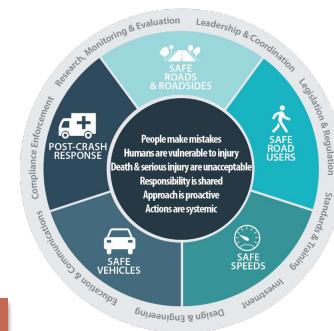 Research, Monitoring & Evaluation
Leadership & Coordination
Legislation & Regulation
Standards & Training
Investment
Design & Engineering
Education & Communications
Compliance Enforcement
SAFE
ROADS
& ROADSIDES
SAFE
ROAD
USERS
SAFE
SPEEDS
SAFE
VEHICLES
POST-CRASH
RESPONSE
People make mistakes
Humans are vulnerable to injury
Death & serious injury are unacceptable
Responsibility is shared
Approach is proactive
Actions are systemic